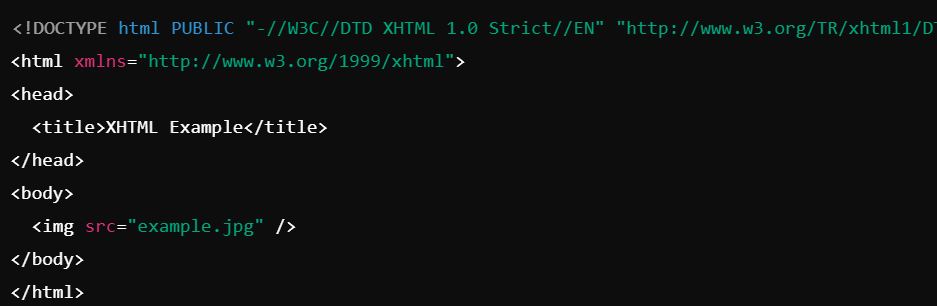 <!DOCTYPE html PUBLIC "-//W3C//DTD XHTML 1.0 Strict//EN" "http://www.w3.org/TR/xhtml1/DT
<html xmlns="http://www.w3.org/1999/xhtml">
<head>
  <title>XHTML Example</title>
</head>
<body>
  <img src="example.jpg" />
</body>
</html>